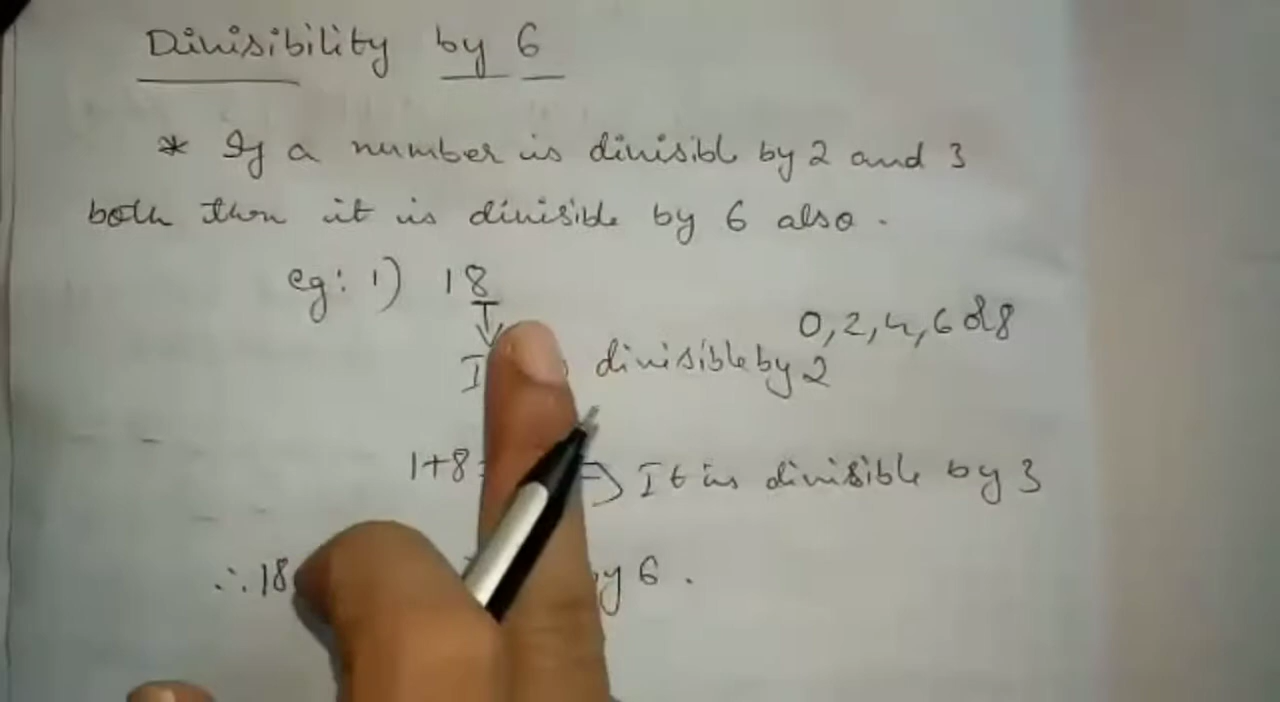 Divisibility by 6
* If a number is divisible by 2 and 3
both then it is divisible by 6 also.
eg: 1) 18
0, 2, 4, 6 or 8
divisible by 2
1+8 → It is divisible by 3
∴ 18 by 6.